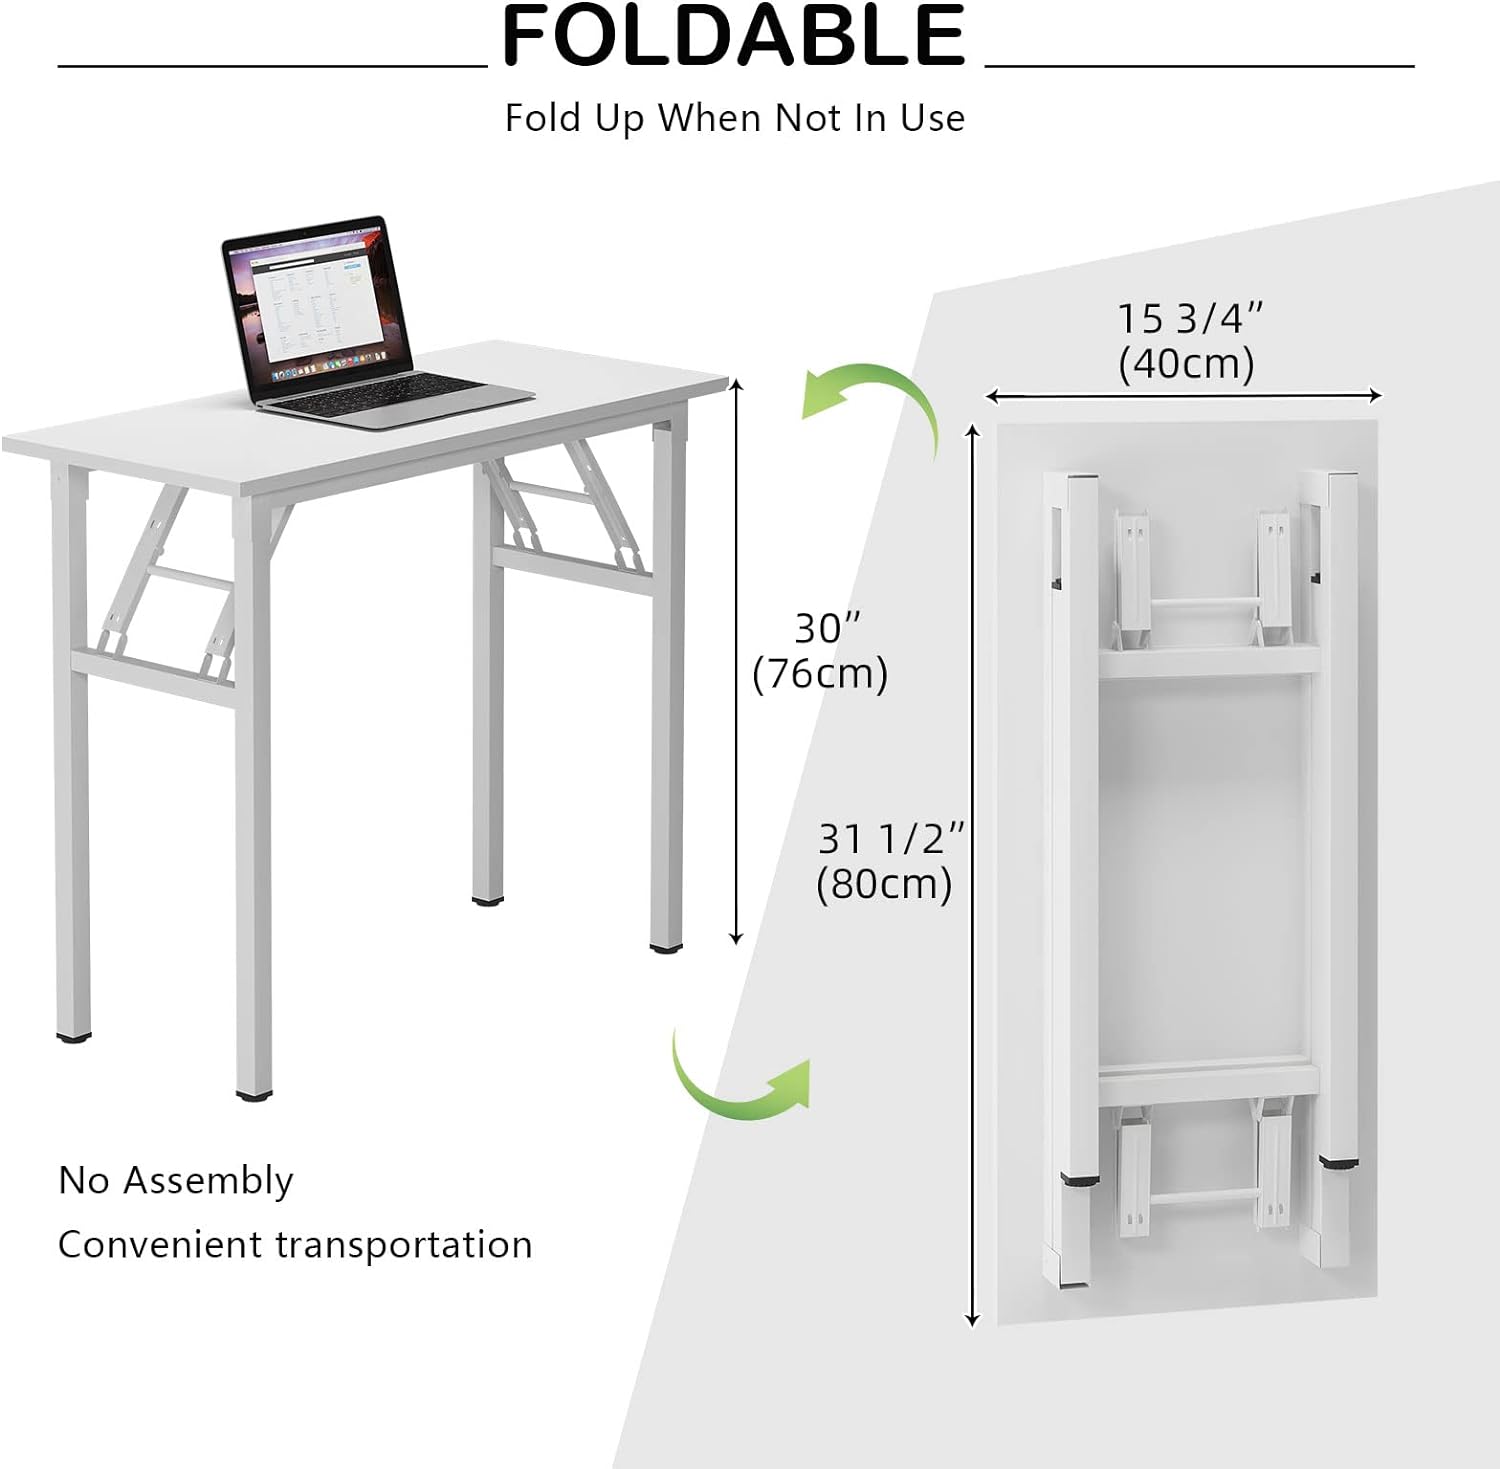 FOLDABLE
Fold Up When Not In Use
15 3/4”
(40cm)
30”
(76cm)
31 1/2”
(80cm)
No Assembly
Convenient transportation